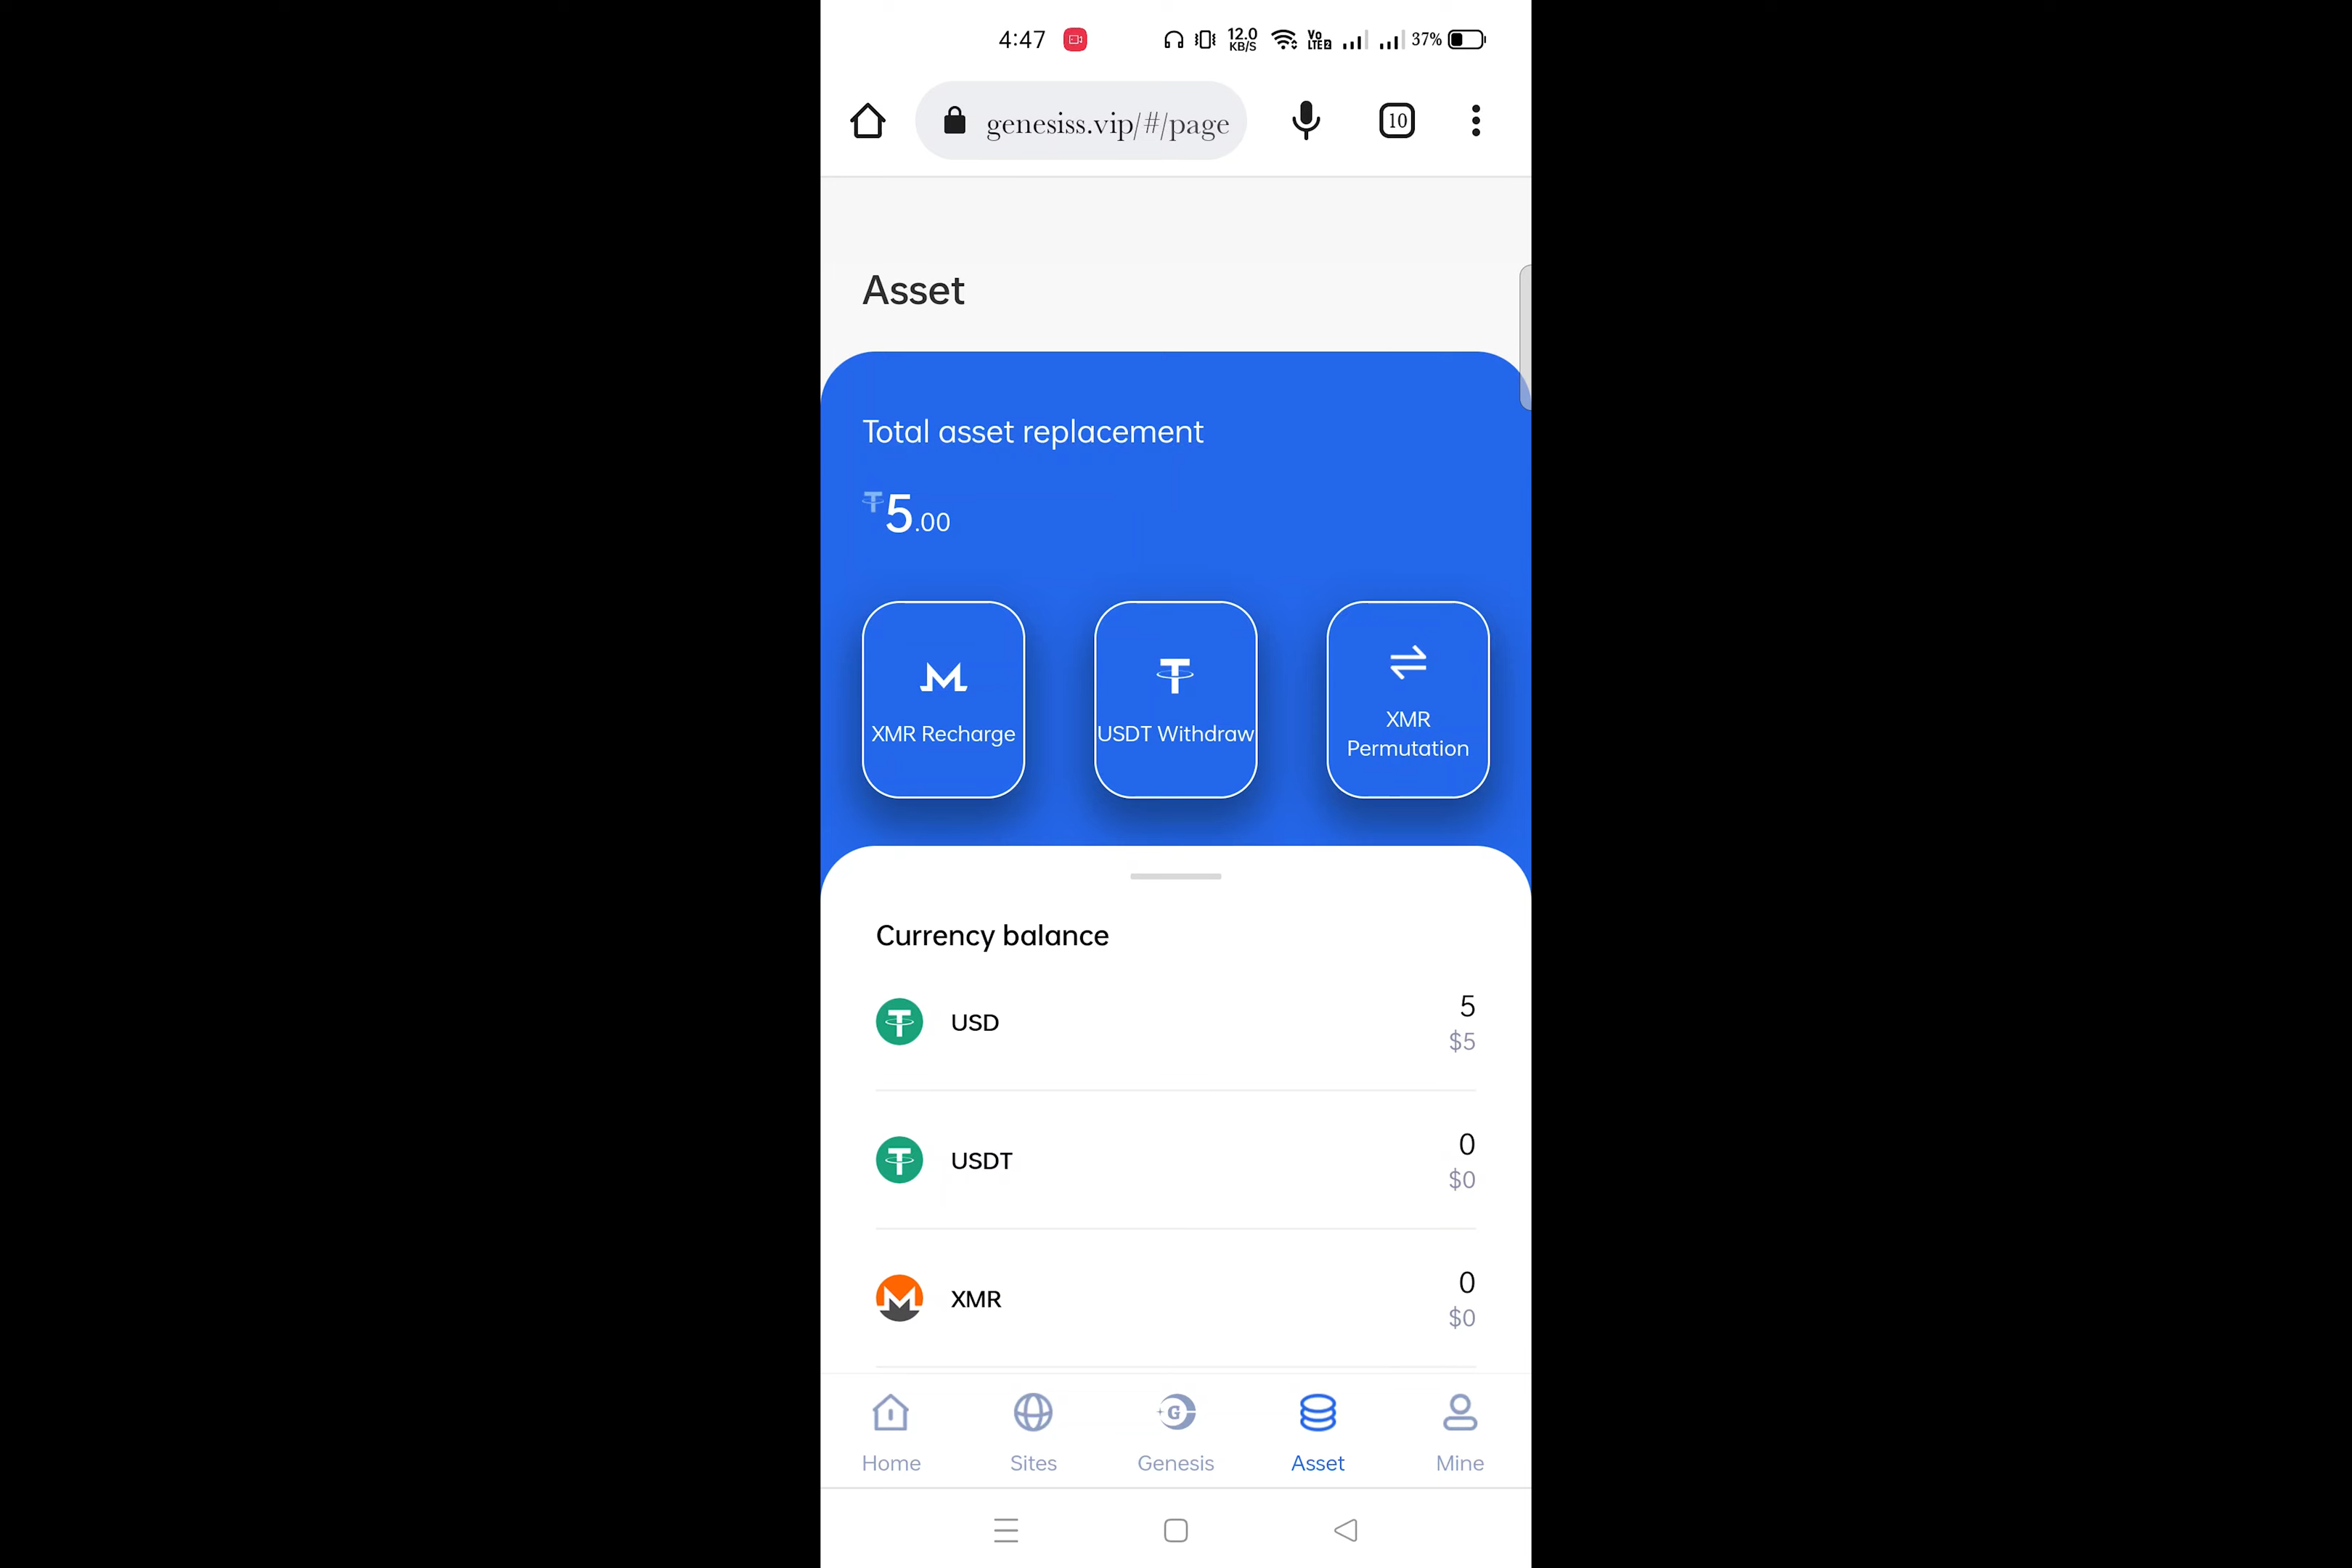 4:47 12.0 KB/S Vo LTE2 37%
genesiss.vip/#/page 10
Asset
Total asset replacement
5.00
XMR Recharge
USDT Withdraw
XMR
Permutation
Currency balance
USD 5
$5
USDT 0
$0
XMR 0
$0
G
Home Sites Genesis Asset Mine